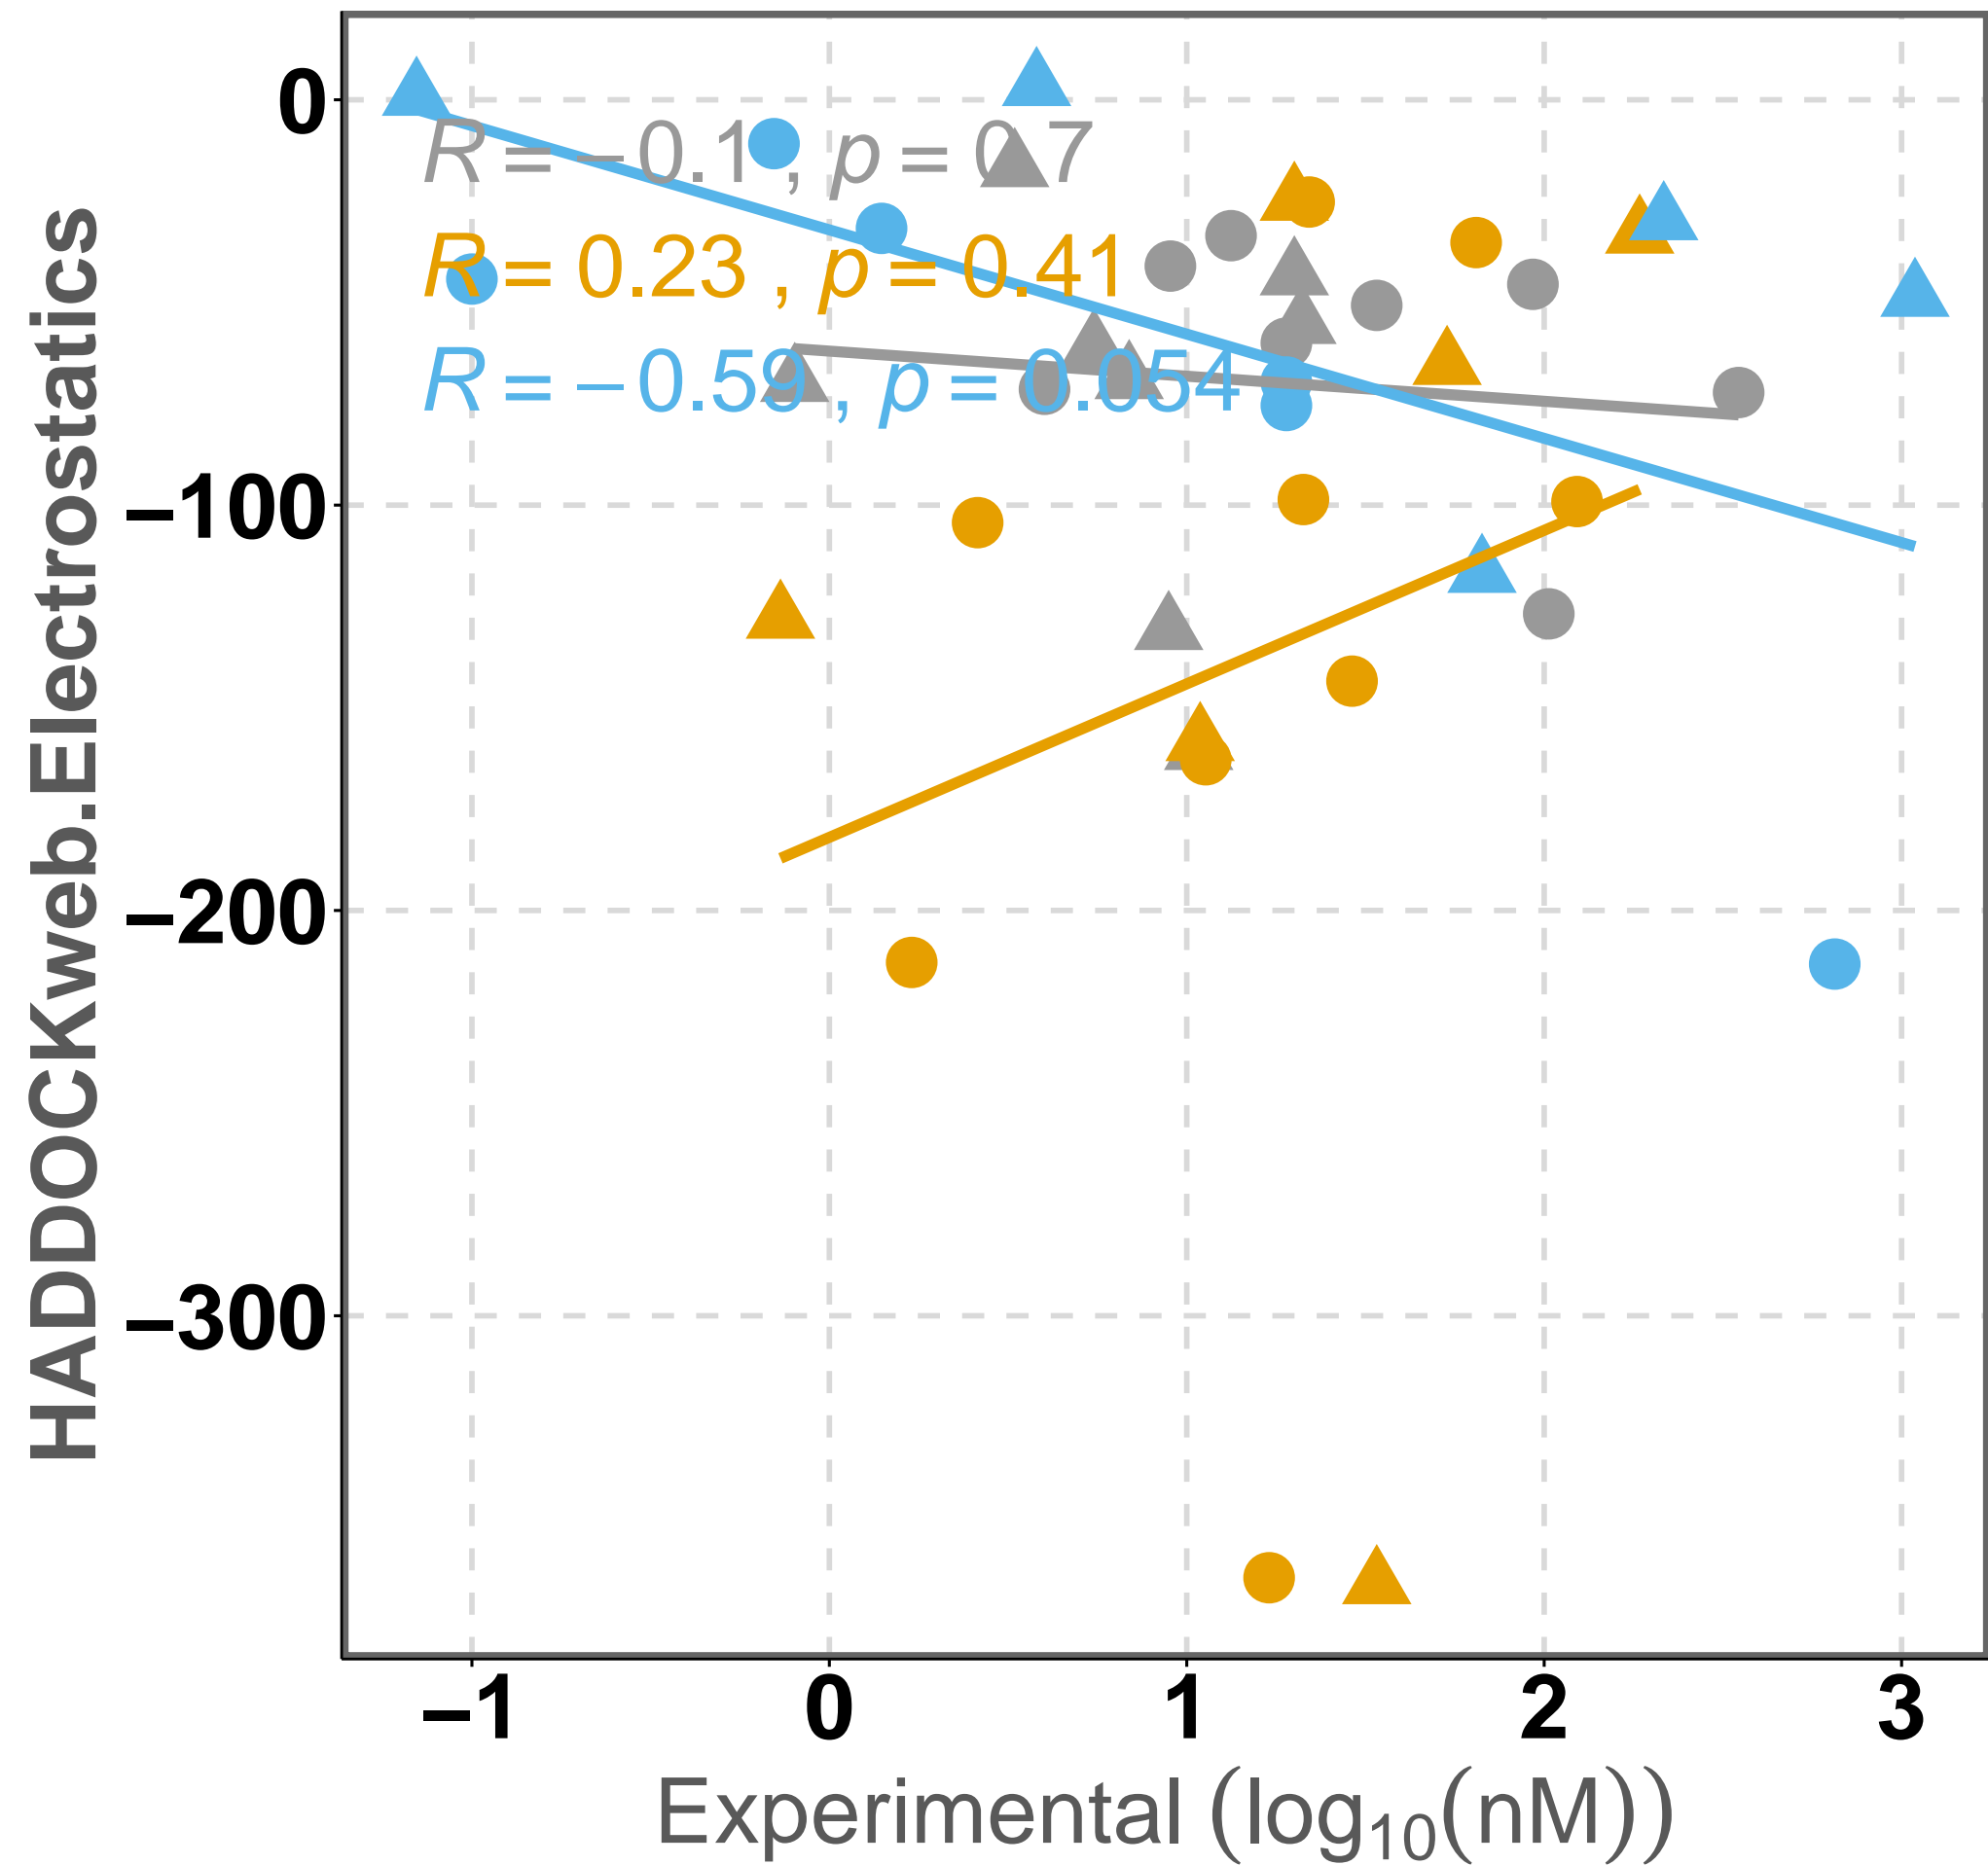 HADDOCKweb.Electrostatics
0
−100
−200
−300
R = −0.1 , p = 0.7
R = 0.23 , p = 0.41
R = −0.59 , p = 0.054
−1 0 1 2 3
Experimental (log10(nM))